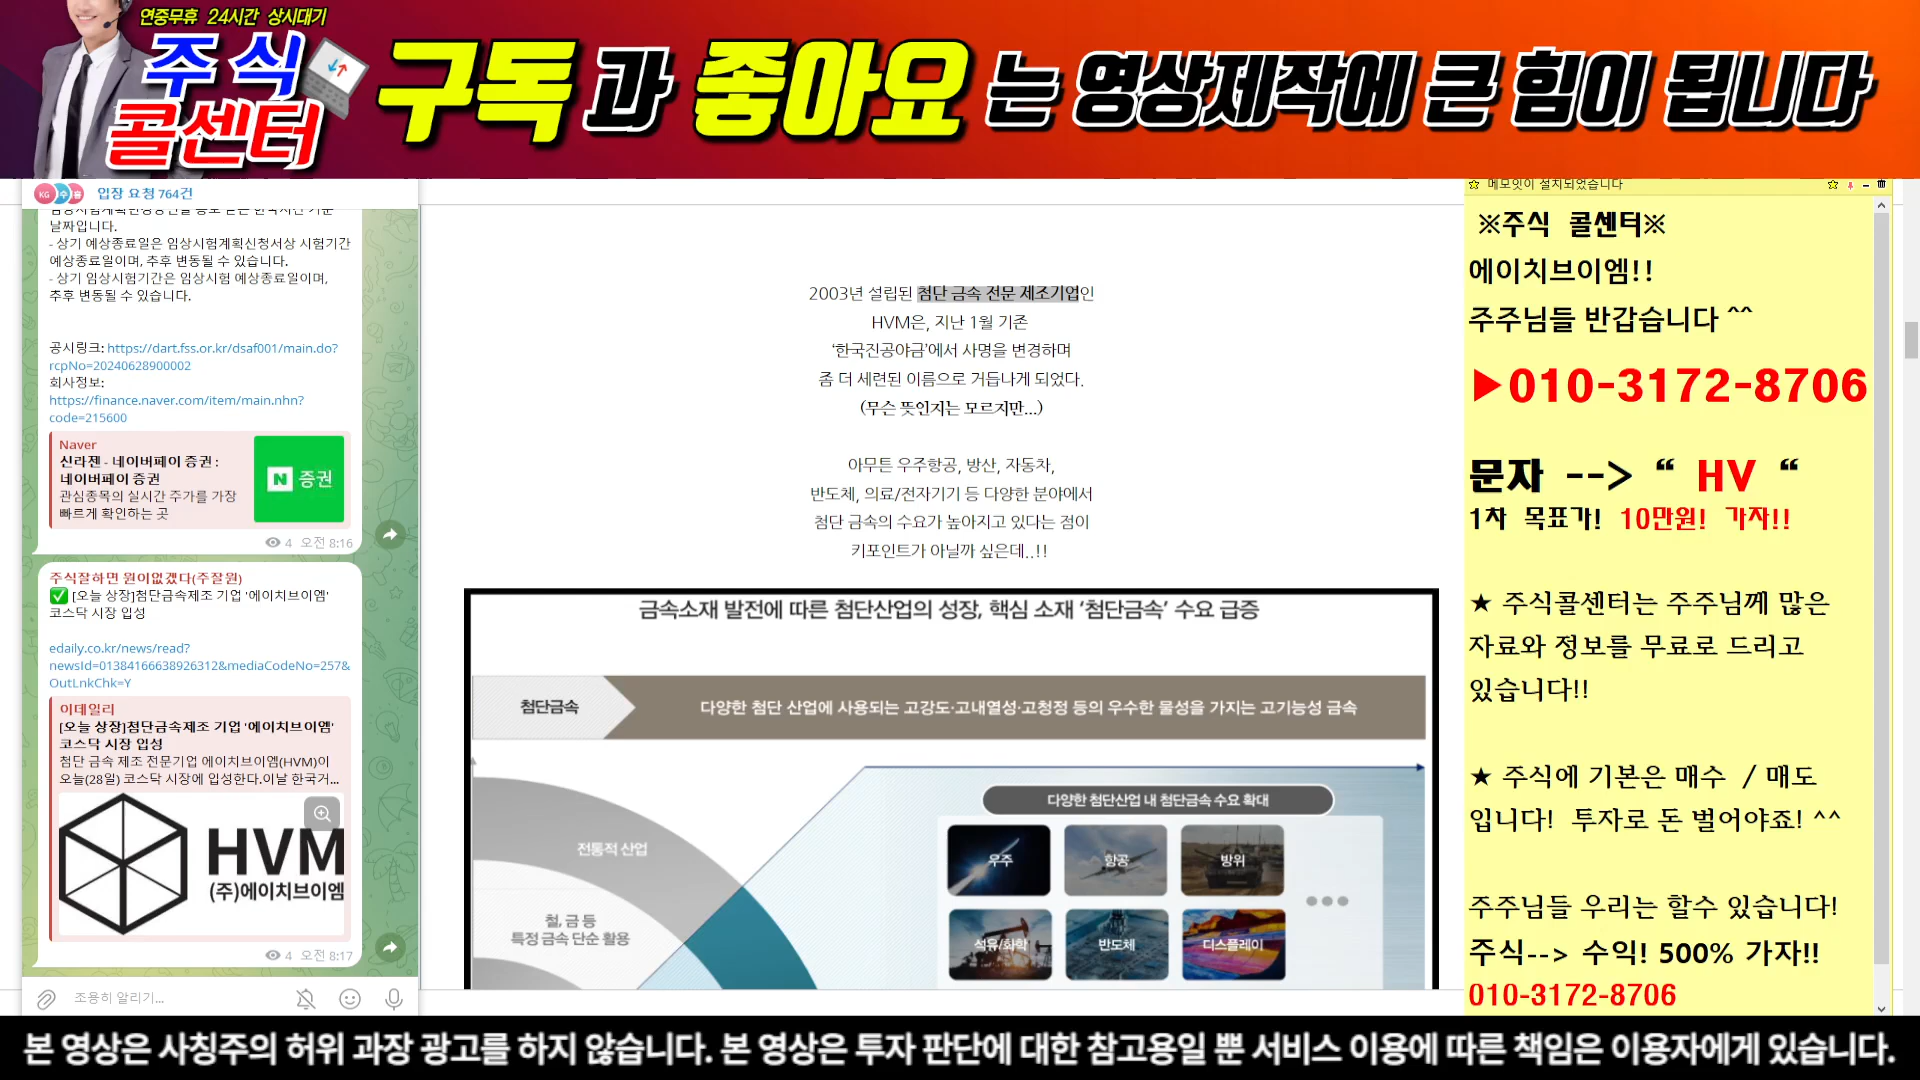 연중무휴 24시간 상시대기
주식
콜센터
구독과 좋아요는 영상제작에 큰 힘이 됩니다
KG 수 홀 입장 요청 764건
날짜입니다.
- 상기 예상종료일은 임상시험계획신청서상 시험기간
예상종료일이며, 추후 변동될 수 있습니다.
- 상기 임상시험기간은 임상시험 예상종료일이며,
추후 변동될 수 있습니다.
공시링크: https://dart.fss.or.kr/dsaf001/main.do?
rcpNo=20240628900002
회사정보:
https://finance.naver.com/item/main.nhn?
code=215600
Naver
신라젠 - 네이버페이 증권 :
네이버페이 증권
관심종목의 실시간 주가를 가장
빠르게 확인하는 곳
N 증권
4 오전 8:16
주식잘하면 원이없겠다(주잘원)
✅ [오늘 상장]첨단금속제조 기업 '에이치브이엠'
코스닥 시장 입성
edaily.co.kr/news/read?
newsId=01384166638926312&mediaCodeNo=257&
OutLnkChk=Y
이데일리
[오늘 상장]첨단금속제조 기업 '에이치브이엠'
코스닥 시장 입성
첨단 금속 제조 전문기업 에이치브이엠(HVM)이
오늘(28일) 코스닥 시장에 입성한다.이날 한국거...
HVM
(주)에이치브이엠
4 오전 8:17
조용히 알리기...
2003년 설립된 첨단 금속 전문 제조기업인
HVM은, 지난 1월 기존
‘한국진공야금’에서 사명을 변경하며
좀 더 세련된 이름으로 거듭나게 되었다.
(무슨 뜻인지는 모르지만...)
아무튼 우주항공, 방산, 자동차,
반도체, 의료/전자기기 등 다양한 분야에서
첨단 금속의 수요가 높아지고 있다는 점이
키포인트가 아닐까 싶은데..!!
금속소재 발전에 따른 첨단산업의 성장, 핵심 소재 ‘첨단금속’ 수요 급증
첨단금속
다양한 첨단 산업에 사용되는 고강도·고내열성·고청정 등의 우수한 물성을 가지는 고기능성 금속
다양한 첨단산업 내 첨단금속 수요 확대
전통적 산업
철, 금 등
특정 금속 단순 활용
우주
항공
방위
석유/화학
반도체
디스플레이
메모잇이 설치되었습니다
※주식 콜센터※
에이치브이엠!!
주주님들 반갑습니다 ^^
▶010-3172-8706
문자 --> “ HV “
1차 목표가! 10만원! 가자!!
★ 주식콜센터는 주주님께 많은
자료와 정보를 무료로 드리고
있습니다!!
★ 주식에 기본은 매수 / 매도
입니다! 투자로 돈 벌어야죠! ^^
주주님들 우리는 할수 있습니다!
주식--> 수익! 500% 가자!!
010-3172-8706
본 영상은 사칭주의 허위 과장 광고를 하지 않습니다. 본 영상은 투자 판단에 대한 참고용일 뿐 서비스 이용에 따른 책임은 이용자에게 있습니다.